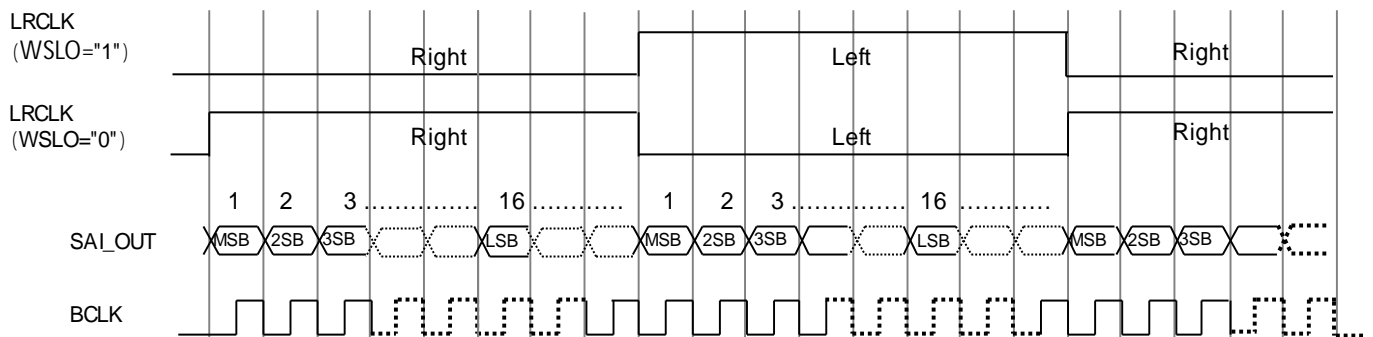 LRCLK
(WSLO="1")
Right Left Right
LRCLK
(WSLO="0")
Right Left Right
1 2 3 ............... 16 ............ 1 2 3 .............. 16 ............
SAI_OUT MSB 2SB 3SB LSB MSB 2SB 3SB LSB MSB 2SB 3SB
BCLK